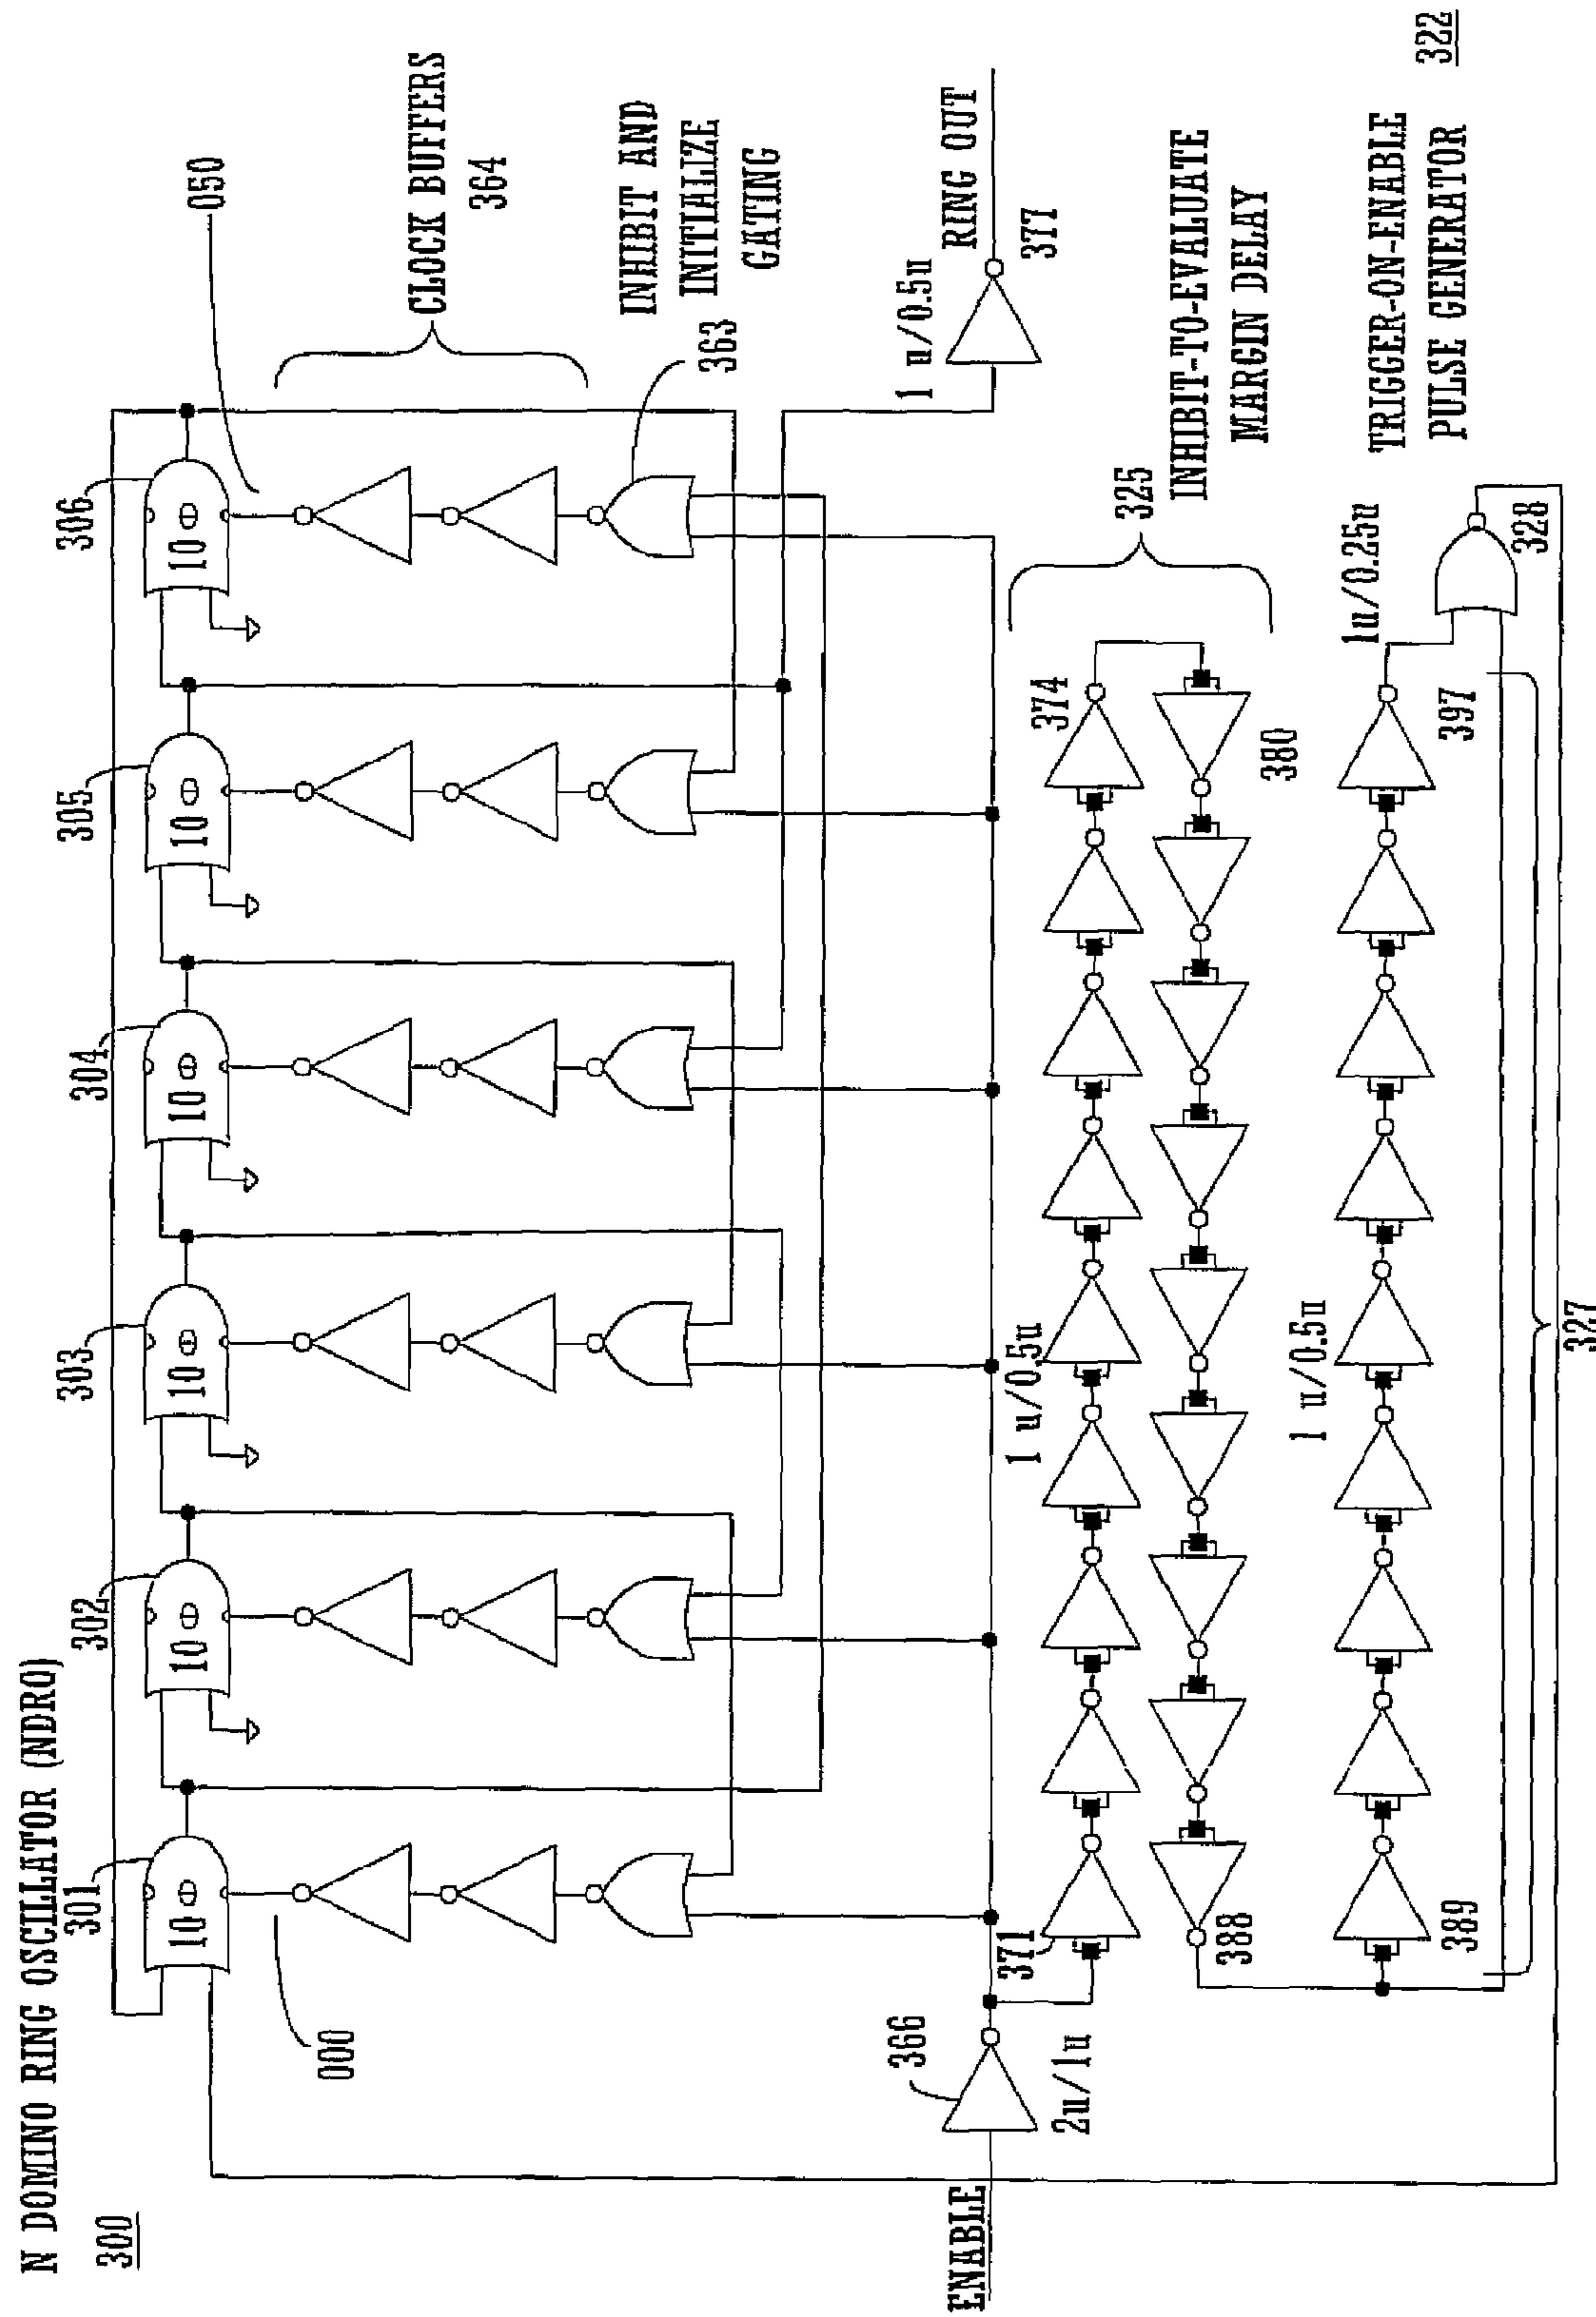 N DOMINO RING OSCILLATOR (NDRO)
300
301
302
303
304
305
306
10 Φ
10 Φ
10 Φ
10 Φ
10 Φ
10 Φ
000
050
CLOCK BUFFERS
364
INHIBIT AND
INITIALIZE
GATING
363
ENABLE
366
2u/1u
1 u/0.5u
RING OUT
377
371
1 u/0.5u
374
325
INHIBIT-TO-EVALUATE
MARGIN DELAY
388
380
389
1 u/0.5u
397
1u/0.25u
328
TRIGGER-ON-ENABLE
PULSE GENERATOR
322
327